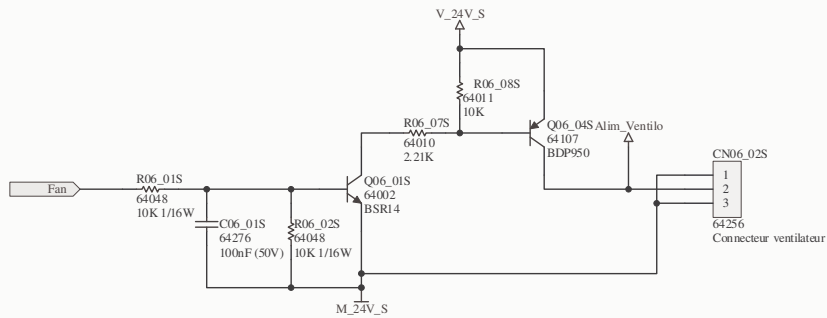 V_24V_S
R06_08S
64011
10K
R06_07S
64010
2.21K
Q06_04S
64107
BDP950
Alim_Ventilo
CN06_02S
1
2
3
64256
Connecteur ventilateur
Fan
R06_01S
64048
10K 1/16W
Q06_01S
64002
BSR14
C06_01S
64276
100nF (50V)
R06_02S
64048
10K 1/16W
M_24V_S